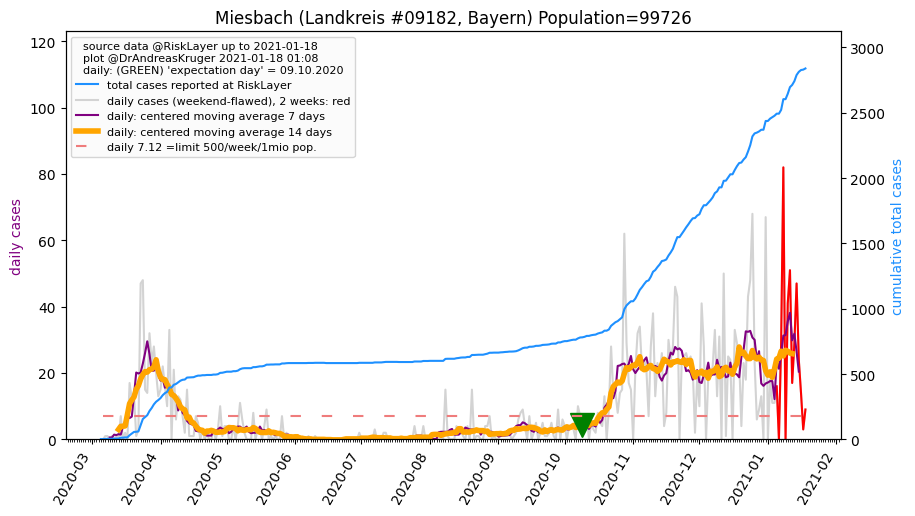 Miesbach (Landkreis #09182, Bayern) Population=99726
source data @RiskLayer up to 2021-01-18
plot @DrAndreasKruger 2021-01-18 01:08
daily: (GREEN) 'expectation day' = 09.10.2020
total cases reported at RiskLayer
daily cases (weekend-flawed), 2 weeks: red
daily: centered moving average 7 days
daily: centered moving average 14 days
daily 7.12 =limit 500/week/1mio pop.
daily cases
120
100
80
60
40
20
0
cumulative total cases
3000
2500
2000
1500
1000
500
0
2020-03
2020-04
2020-05
2020-06
2020-07
2020-08
2020-09
2020-10
2020-11
2020-12
2021-01
2021-02